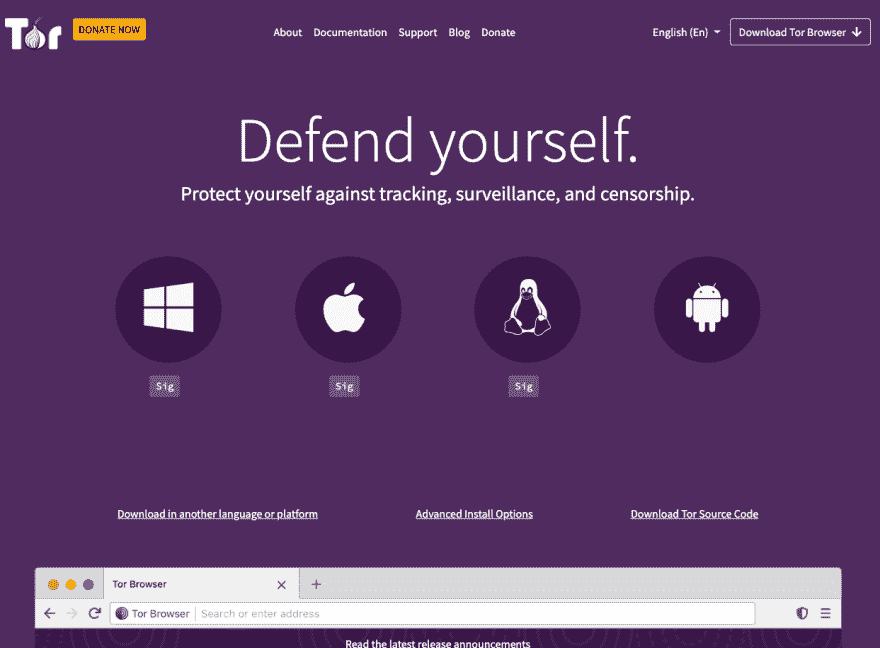 Tor
DONATE NOW
About Documentation Support Blog Donate
English (En)
Download Tor Browser
Defend yourself.
Protect yourself against tracking, surveillance, and censorship.
Sig Sig Sig
Download in another language or platform Advanced Install Options Download Tor Source Code
Tor Browser
Tor Browser Search or enter address
Read the latest release announcements